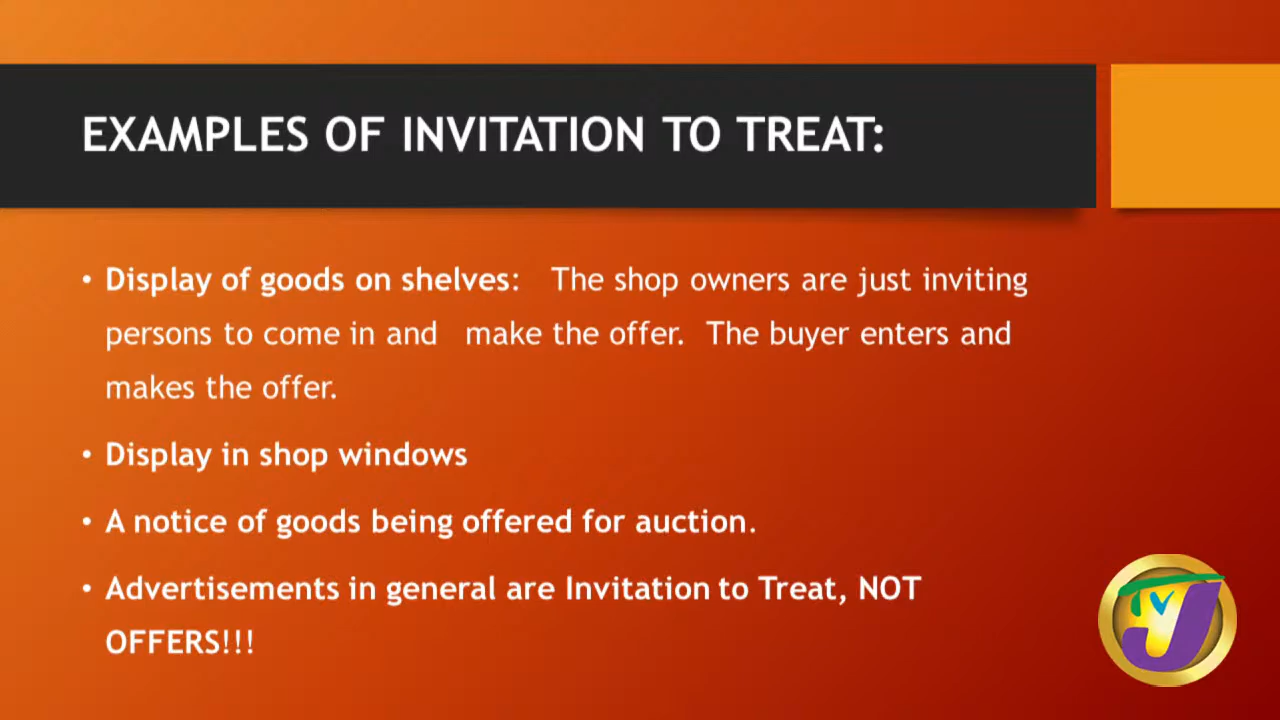 EXAMPLES OF INVITATION TO TREAT:
• Display of goods on shelves: The shop owners are just inviting
persons to come in and make the offer. The buyer enters and
makes the offer.
• Display in shop windows
• A notice of goods being offered for auction.
• Advertisements in general are Invitation to Treat, NOT
OFFERS!!!
TVJ